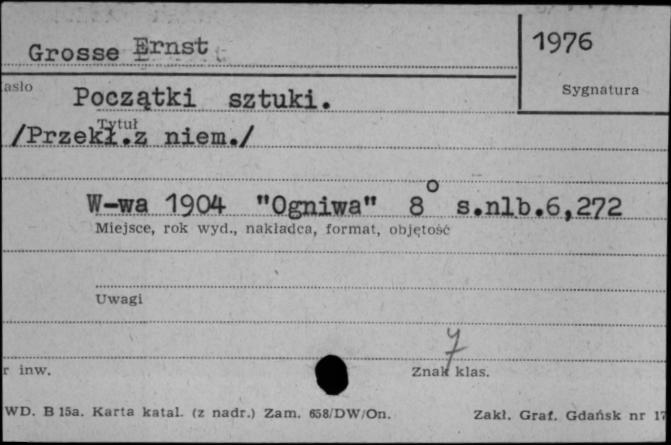 Grosse Ernst
1976
asło
Sygnatura
Początki sztuki.
Tytuł
/Przekł.z niem./
W-wa 1904 "Ogniwa" 8° s.nlb.6,272
Miejsce, rok wyd., nakładca, format, objętość
Uwagi
7
r inw.
Znak klas.
WD. B 15a. Karta katal. (z nadr.) Zam. 658/DW/On.
Zakł. Graf. Gdańsk nr 17